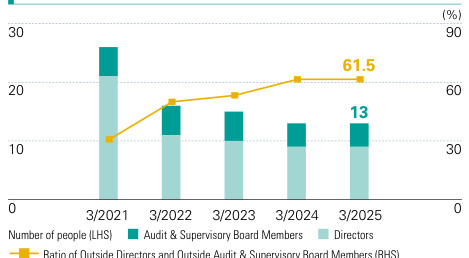 (%)
30 90
61.5
20 60
13
10 30
0 0
3/2021 3/2022 3/2023 3/2024 3/2025
Number of people (LHS) Audit & Supervisory Board Members Directors
Ratio of Outside Directors and Outside Audit & Supervisory Board Members (RHS)